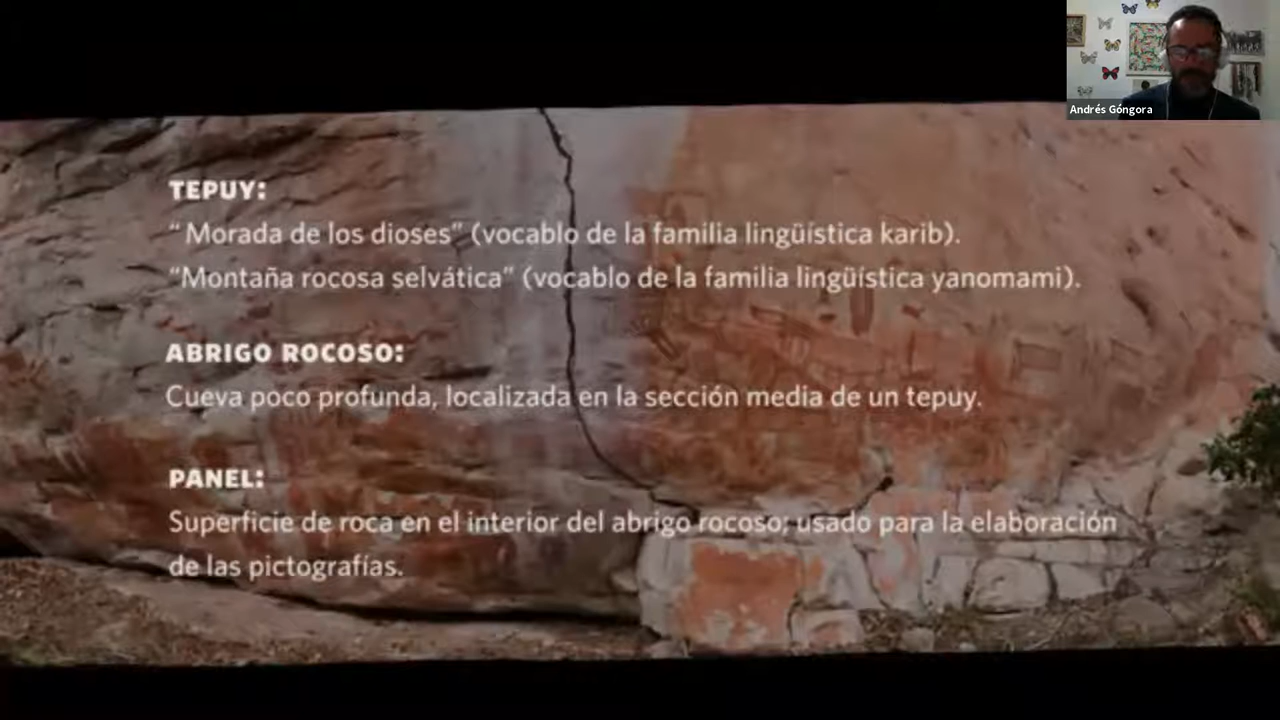 Andrés Góngora
TEPUY:
“Morada de los dioses” (vocablo de la familia lingüística karib).
“Montaña rocosa selvática” (vocablo de la familia lingüística yanomami).
ABRIGO ROCOSO:
Cueva poco profunda, localizada en la sección media de un tepuy.
PANEL:
Superficie de roca en el interior del abrigo rocoso; usado para la elaboración
de las pictografías.